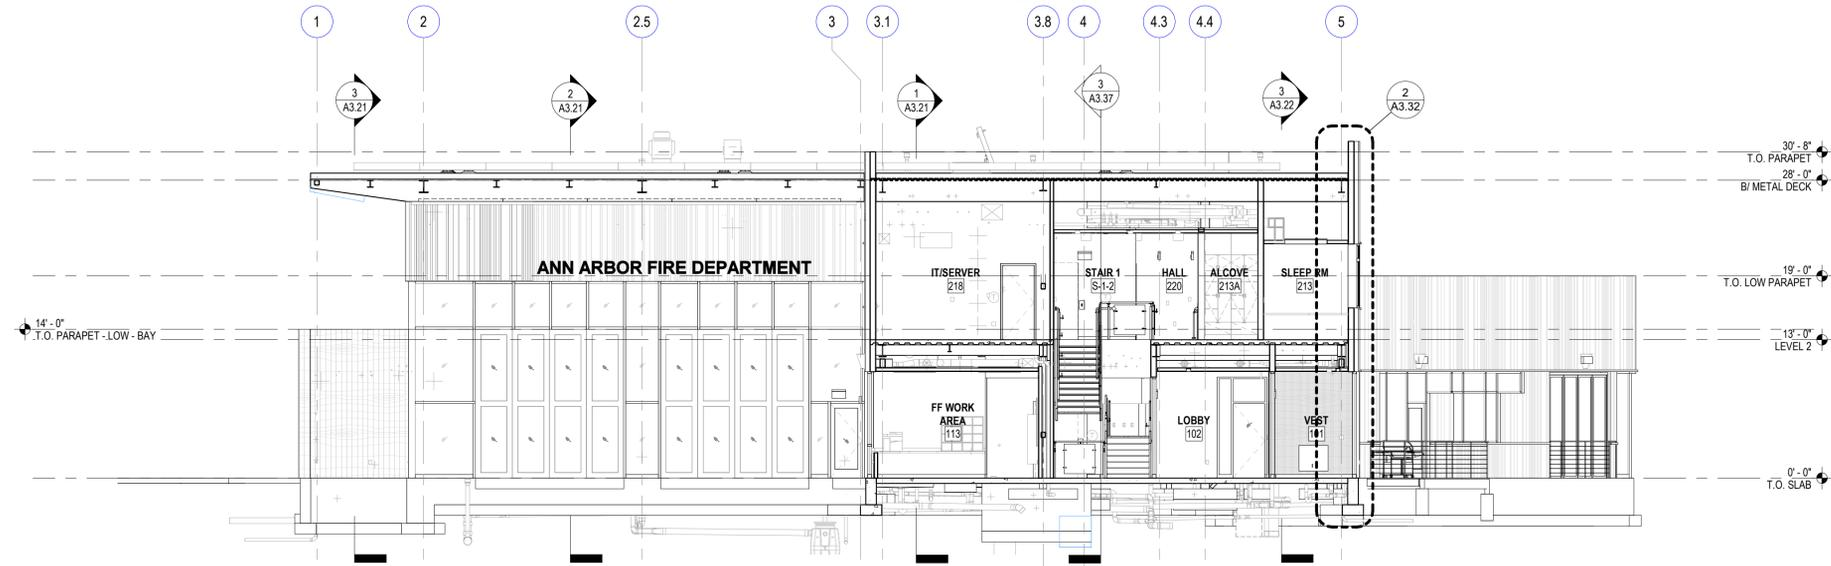 1
2
2.5
3
3.1
3.8
4
4.3
4.4
5
3
A3.21
2
A3.21
1
A3.21
3
A3.37
3
A3.22
2
A3.32
30' - 8"
T.O. PARAPET
28' - 0"
B/ METAL DECK
19' - 0"
T.O. LOW PARAPET
14' - 0"
T.O. PARAPET - LOW - BAY
13' - 0"
LEVEL 2
0' - 0"
T.O. SLAB
ANN ARBOR FIRE DEPARTMENT
IT/SERVER
218
STAIR 1
S-1-2
HALL
220
ALCOVE
213A
SLEEP RM
213
FF WORK
AREA
113
LOBBY
102
VEST
101